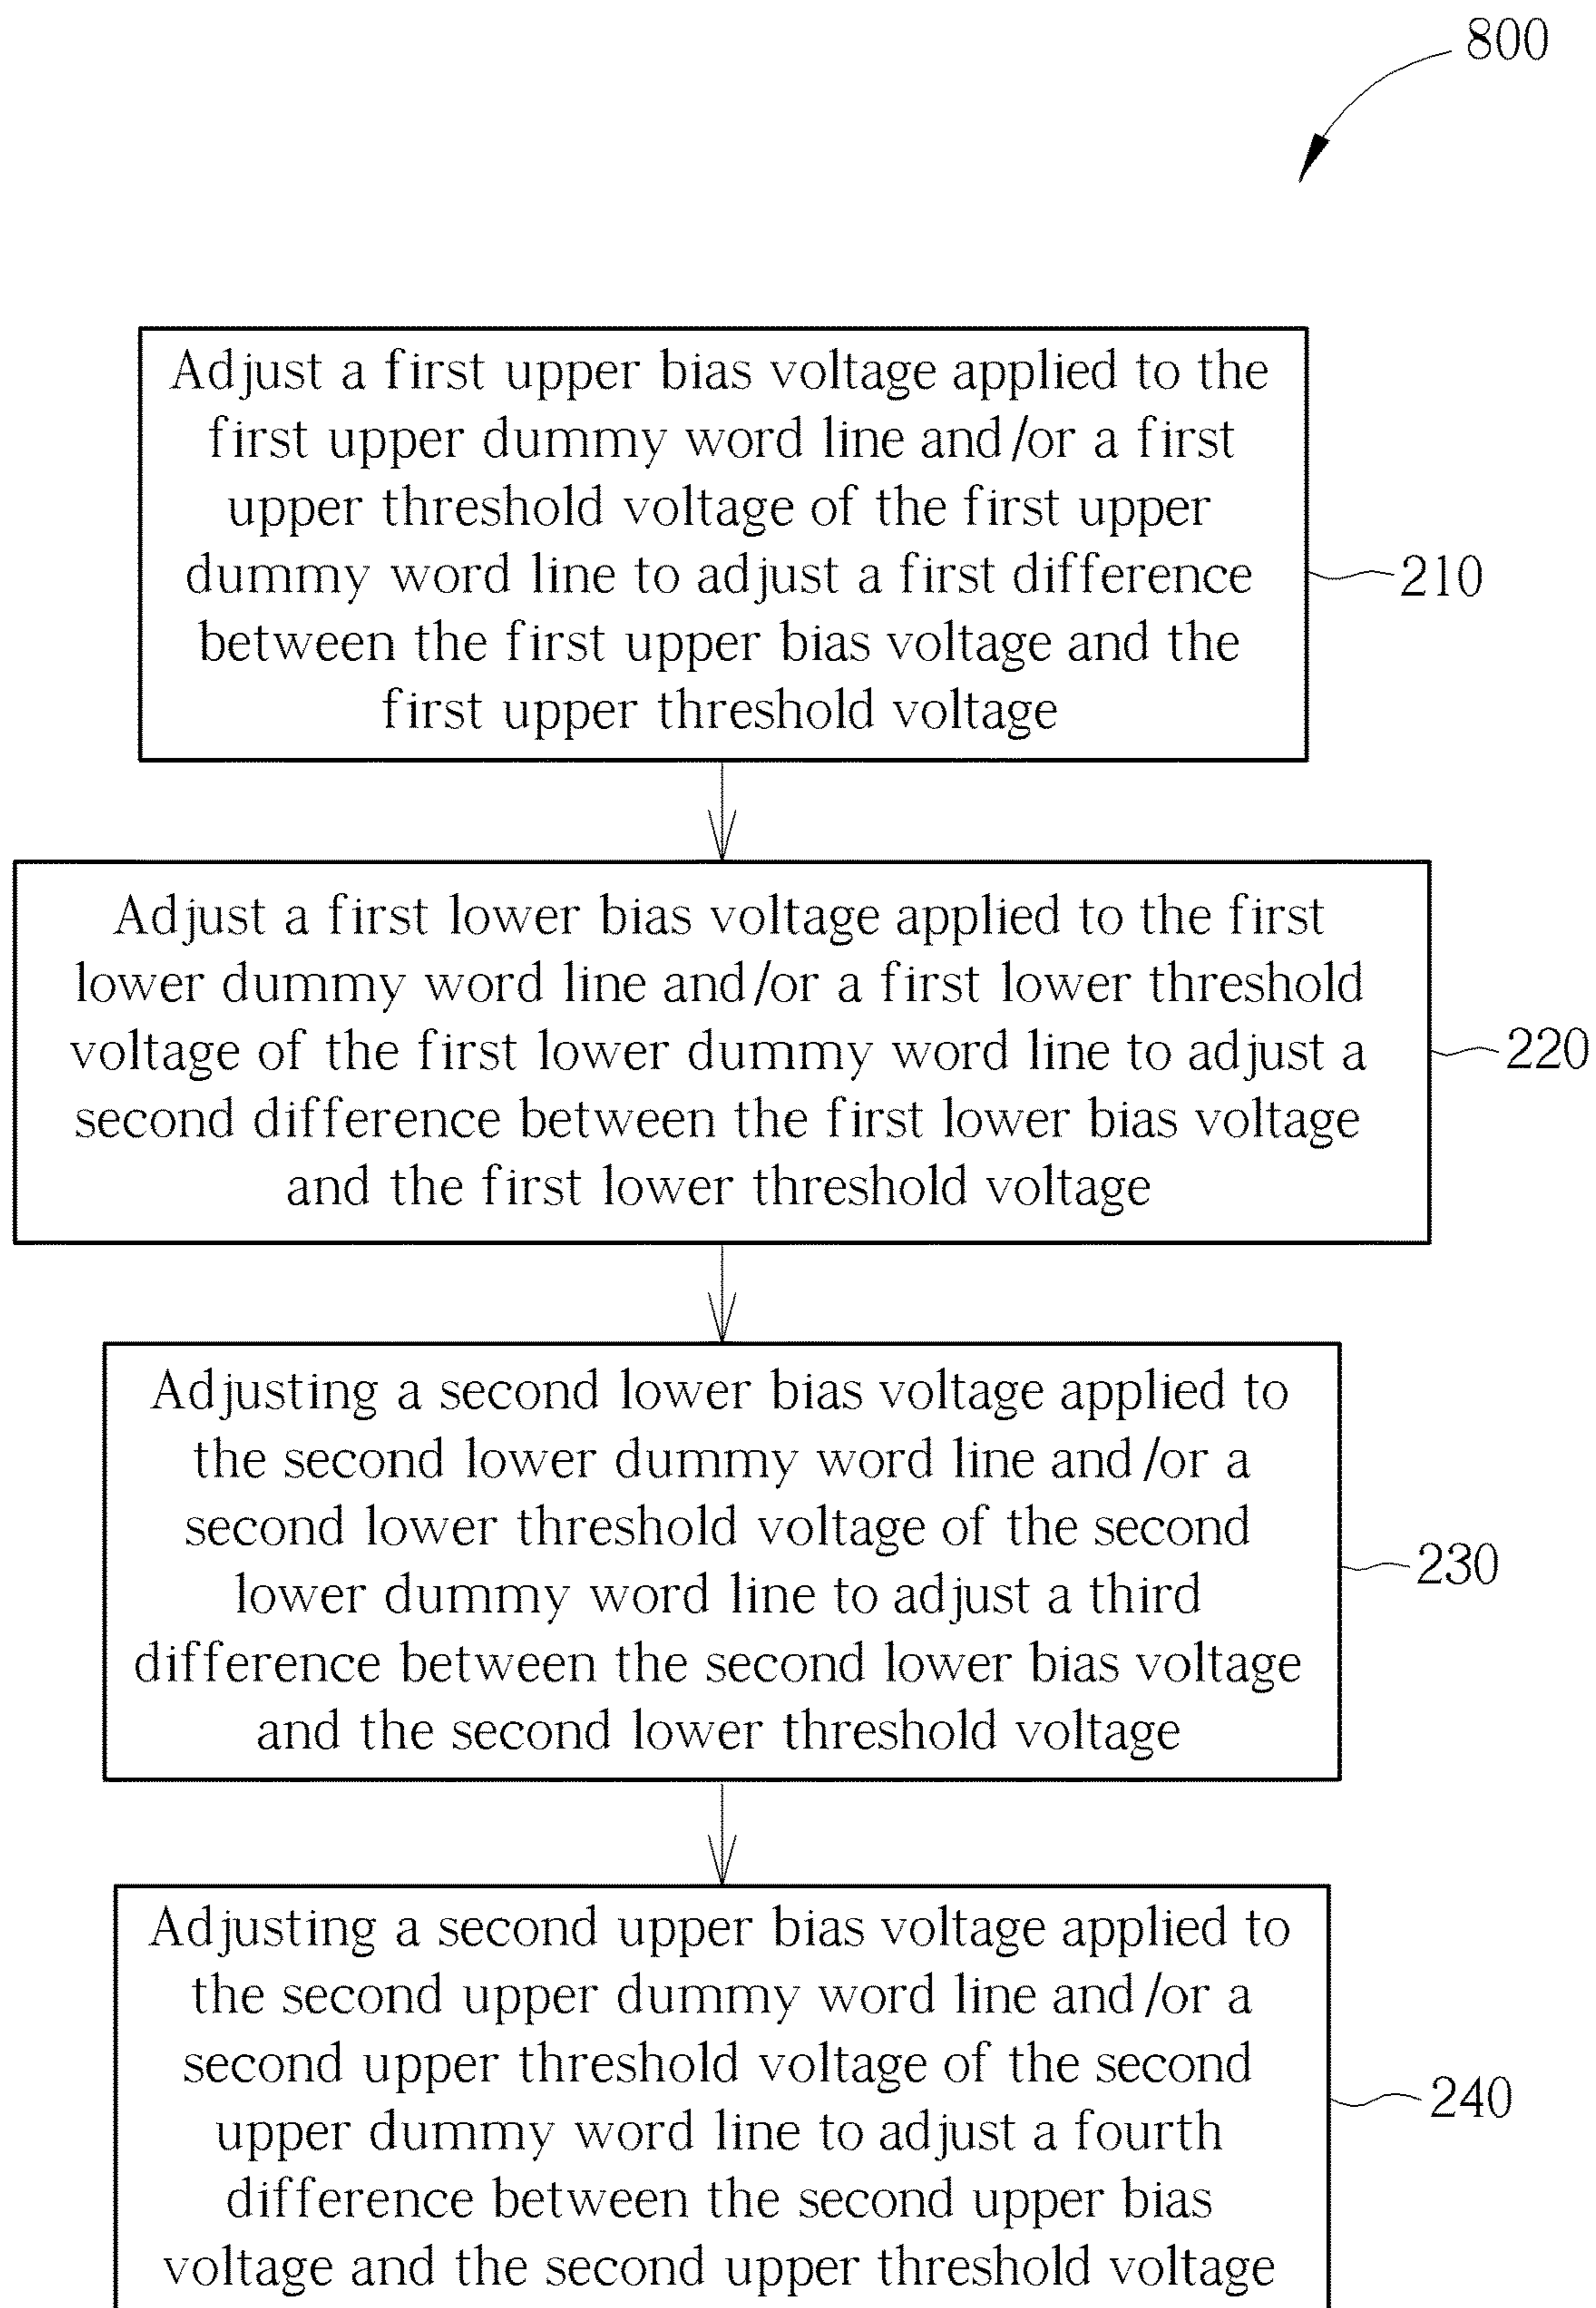 800
Adjust a first upper bias voltage applied to the
first upper dummy word line and/or a first
upper threshold voltage of the first upper
dummy word line to adjust a first difference
between the first upper bias voltage and the
first upper threshold voltage
210
Adjust a first lower bias voltage applied to the first
lower dummy word line and/or a first lower threshold
voltage of the first lower dummy word line to adjust a
second difference between the first lower bias voltage
and the first lower threshold voltage
220
Adjusting a second lower bias voltage applied to
the second lower dummy word line and/or a
second lower threshold voltage of the second
lower dummy word line to adjust a third
difference between the second lower bias voltage
and the second lower threshold voltage
230
Adjusting a second upper bias voltage applied to
the second upper dummy word line and/or a
second upper threshold voltage of the second
upper dummy word line to adjust a fourth
difference between the second upper bias
voltage and the second upper threshold voltage
240